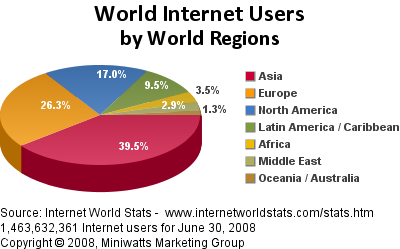 World Internet Users
by World Regions
17.0%
9.5%
3.5%
26.3%
2.9%
1.3%
39.5%
Asia
Europe
North America
Latin America / Caribbean
Africa
Middle East
Oceania / Australia
Source: Internet World Stats - www.internetworldstats.com/stats.htm
1,463,632,361 Internet users for June 30, 2008
Copyright © 2008, Miniwatts Marketing Group